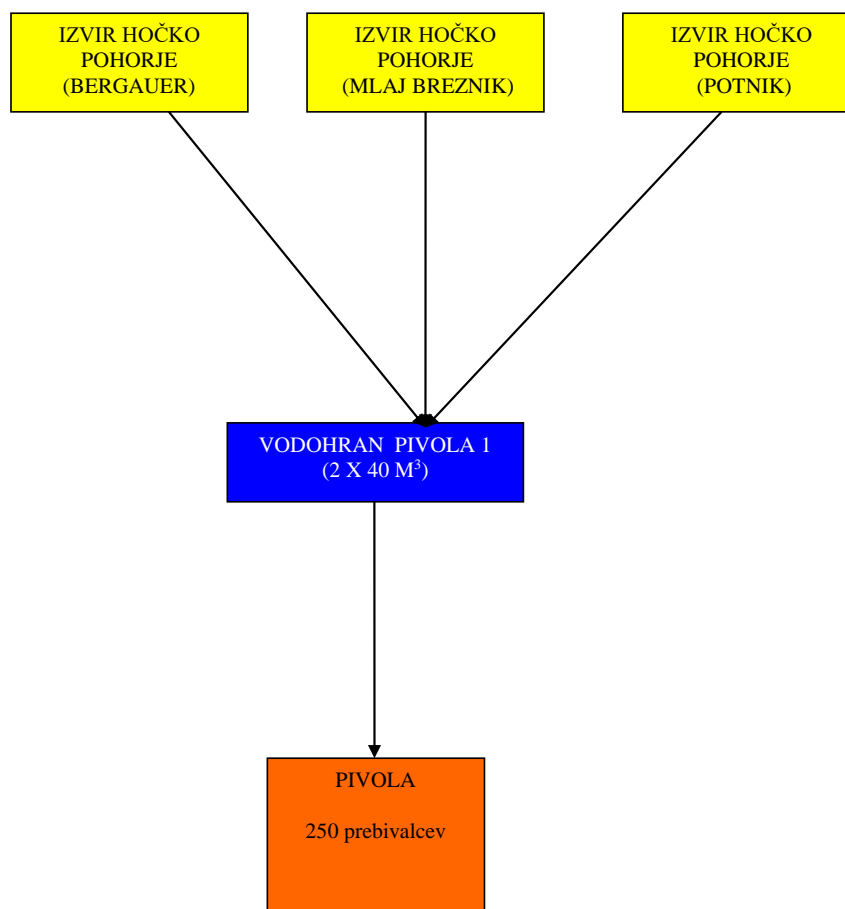 IZVIR HOČKO
POHORJE
(BERGAUER)
IZVIR HOČKO
POHORJE
(MLAJ BREZNIK)
IZVIR HOČKO
POHORJE
(POTNIK)
VODOHRAN  PIVOLA 1
(2 X 40 M³)
PIVOLA
250 prebivalcev